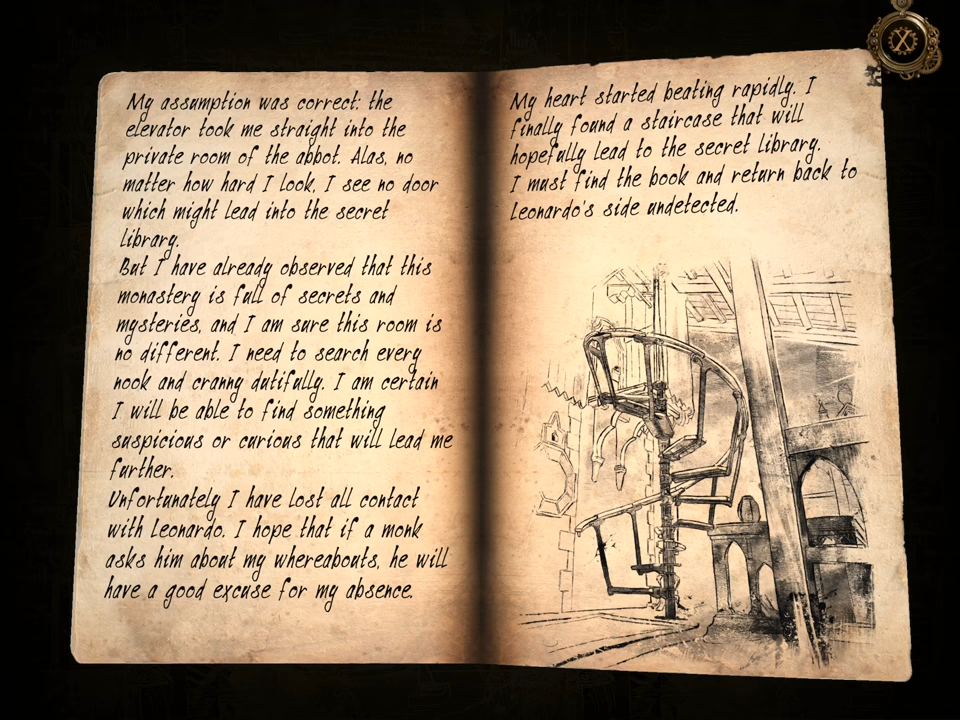 My assumption was correct: the
elevator took me straight into the
private room of the abbot. Alas, no
matter how hard I look, I see no door
which might lead into the secret
library.
But I have already observed that this
monastery is full of secrets and
mysteries, and I am sure this room is
no different. I need to search every
nook and cranny dutifully. I am certain
I will be able to find something
suspicious or curious that will lead me
further.
Unfortunately I have lost all contact
with Leonardo. I hope that if a monk
asks him about my whereabouts, he will
have a good excuse for my absence.
My heart started beating rapidly. I
finally found a staircase that will
hopefully lead to the secret library.
I must find the book and return back to
Leonardo's side undetected.